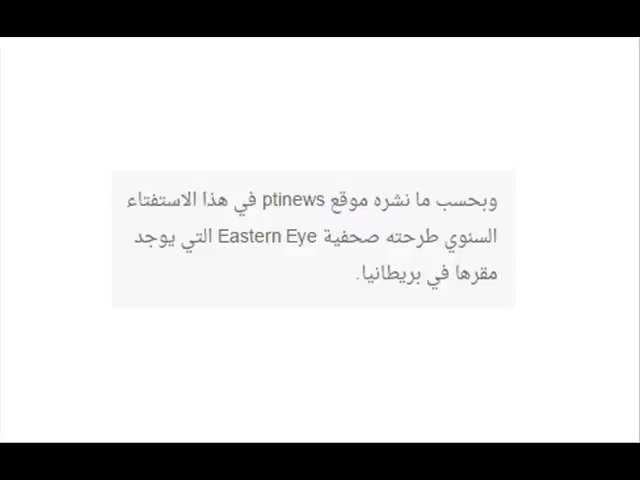 وبحسب ما نشره موقع ptinews في هذا الاستفتاء
السنوي طرحته صحفية Eastern Eye التي يوجد
مقرها في بريطانيا.